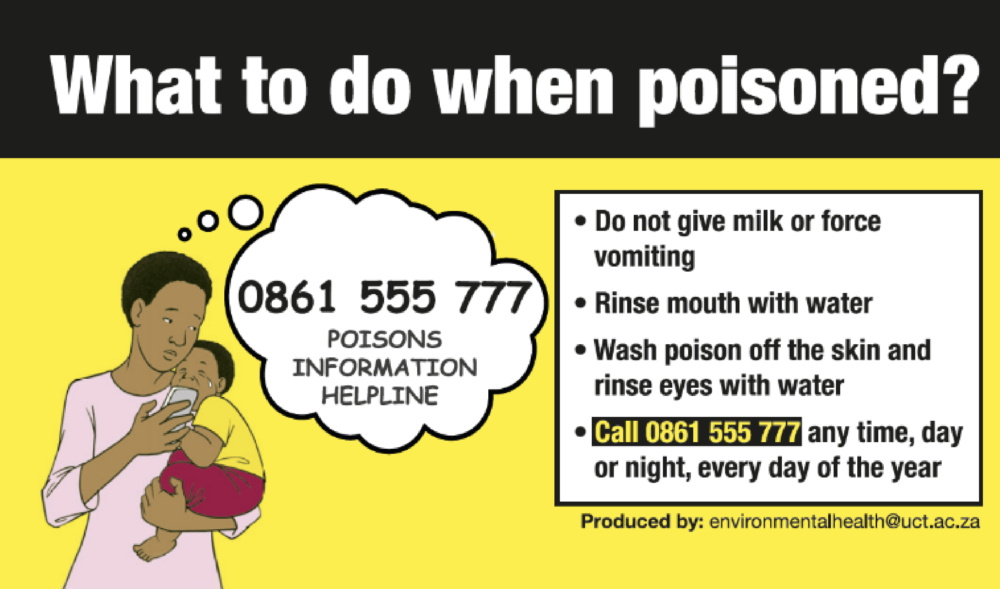 What to do when poisoned?
0861 555 777
POISONS
INFORMATION
HELPLINE
• Do not give milk or force
vomiting
• Rinse mouth with water
• Wash poison off the skin and
rinse eyes with water
• Call 0861 555 777 any time, day
or night, every day of the year
Produced by: environmentalhealth@uct.ac.za